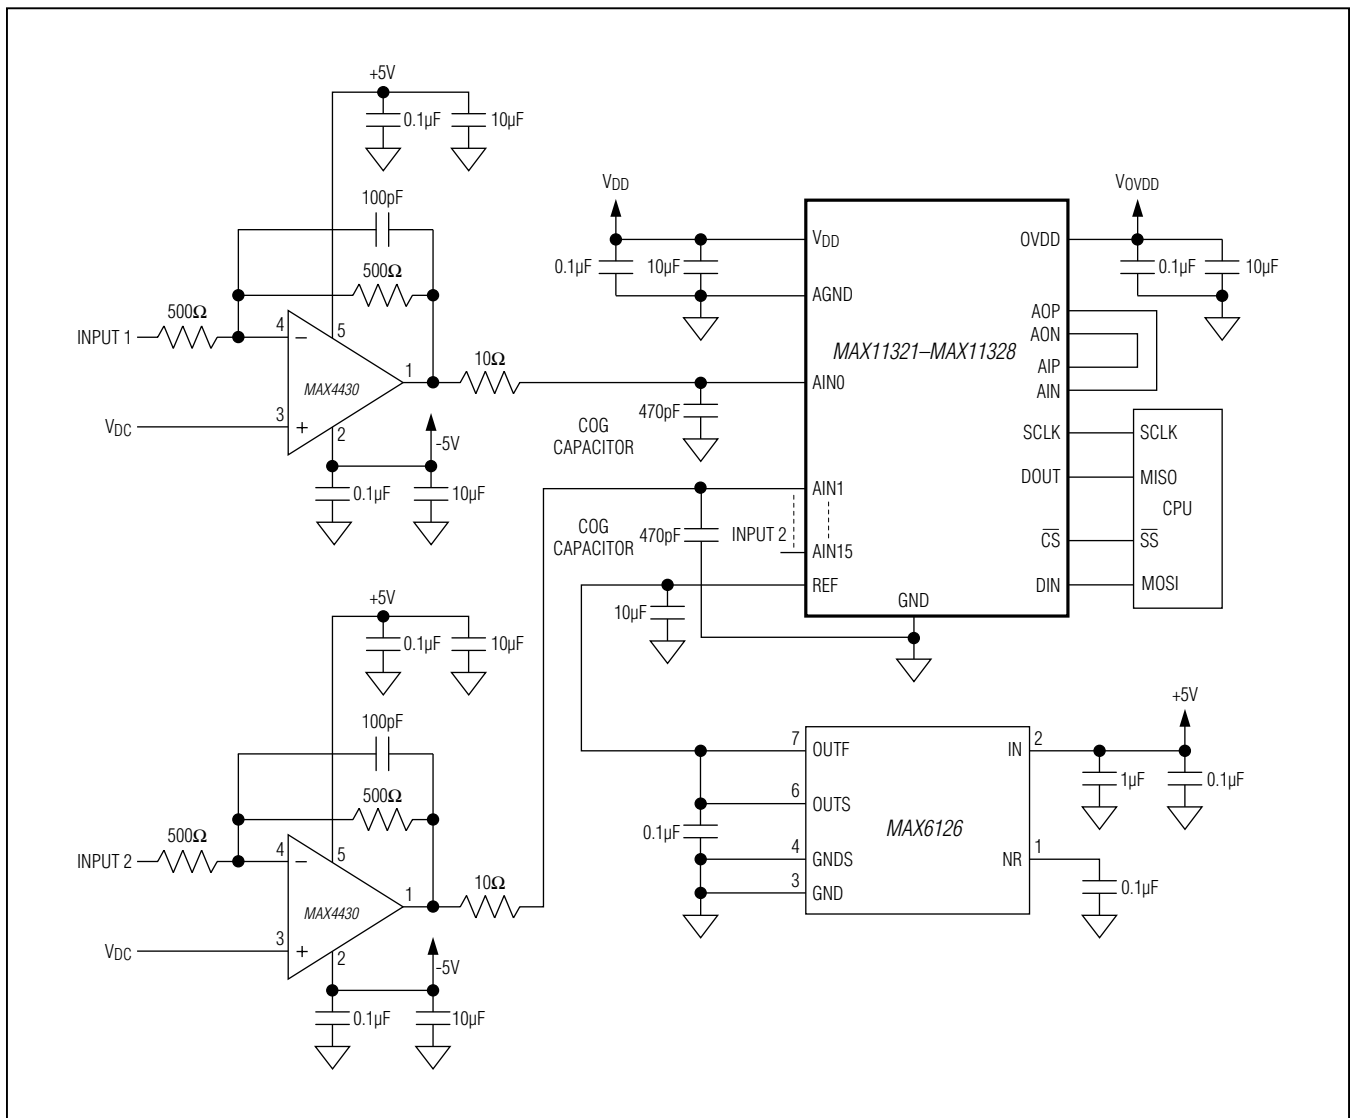 +5V
0.1µF
10µF
100pF
500Ω
500Ω
INPUT 1
4
−
5
MAX4430
1
10Ω
VDC
3
+
2
-5V
0.1µF
10µF
VDD
0.1µF
10µF
470pF
COG
CAPACITOR
COG
CAPACITOR
470pF
INPUT 2
10µF
VDD
AGND
MAX11321–MAX11328
AIN0
AIN1
AIN15
REF
GND
OVDD
AOP
AON
AIP
AIN
SCLK
DOUT
CS
DIN
VOVDD
0.1µF
10µF
SCLK
MISO
CPU
SS
MOSI
+5V
0.1µF
10µF
100pF
500Ω
500Ω
INPUT 2
4
−
5
MAX4430
1
10Ω
VDC
3
+
2
-5V
0.1µF
10µF
0.1µF
7
OUTF
6
OUTS
4
GNDS
3
GND
MAX6126
IN
2
NR
1
+5V
1µF
0.1µF
0.1µF